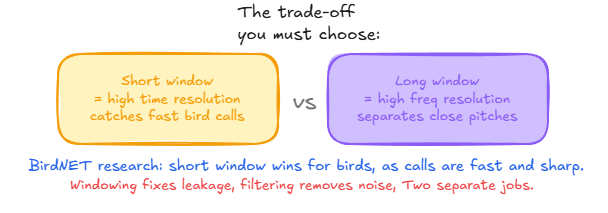 The trade-off
you must choose:
Short window
= high time resolution
catches fast bird calls
vs
Long window
= high freq resolution
separates close pitches
BirdNET research: short window wins for birds, as calls are fast and sharp.
Windowing fixes leakage, filtering removes noise, Two separate jobs.